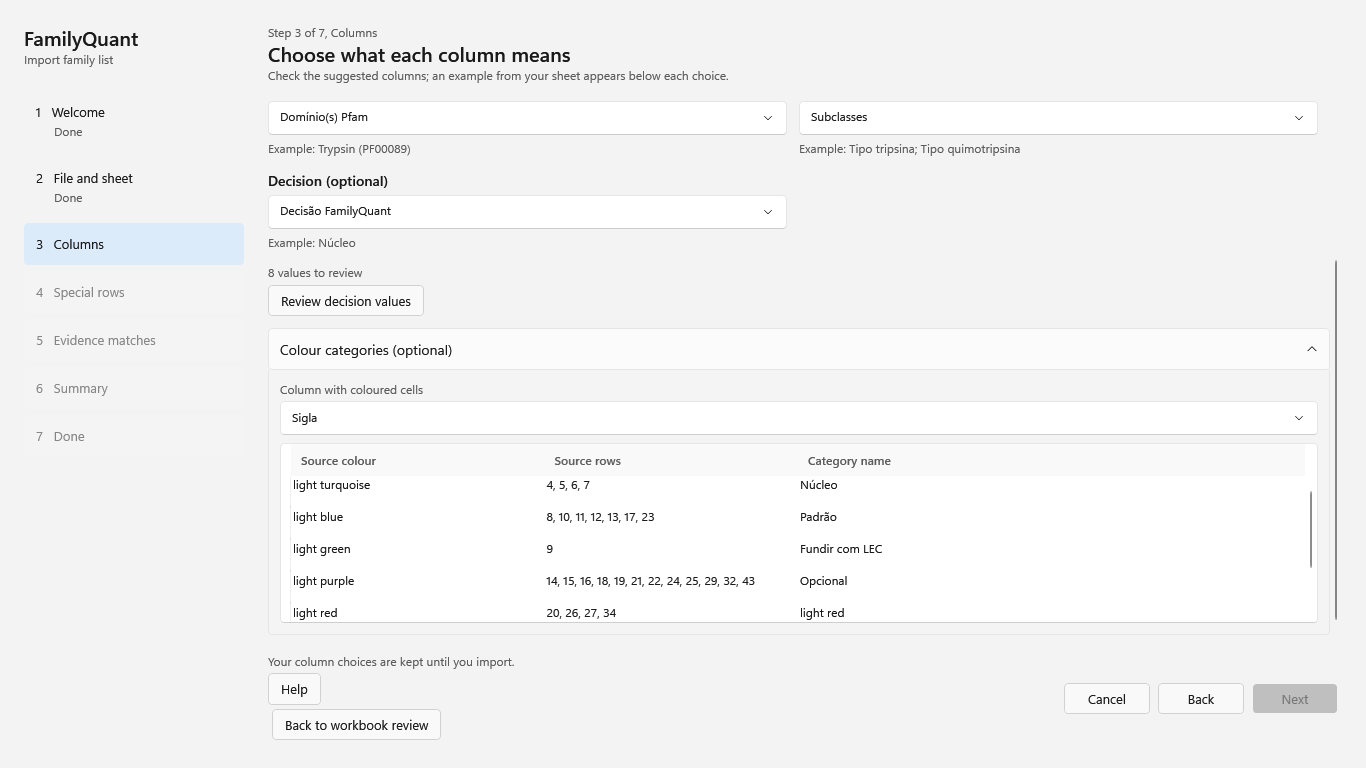 FamilyQuant
Import family list
1 Welcome
Done
2 File and sheet
Done
3 Columns
4 Special rows
5 Evidence matches
6 Summary
7 Done
Step 3 of 7, Columns
Choose what each column means
Check the suggested columns; an example from your sheet appears below each choice.
Domínio(s) Pfam
Subclasses
Example: Trypsin (PF00089)
Example: Tipo tripsina; Tipo quimotripsina
Decision (optional)
Decisão FamilyQuant
Example: Núcleo
8 values to review
Review decision values
Colour categories (optional)
Column with coloured cells
Sigla
Source colour Source rows Category name
light turquoise 4, 5, 6, 7 Núcleo
light blue 8, 10, 11, 12, 13, 17, 23 Padrão
light green 9 Fundir com LEC
light purple 14, 15, 16, 18, 19, 21, 22, 24, 25, 29, 32, 43 Opcional
light red 20, 26, 27, 34 light red
Your column choices are kept until you import.
Help
Back to workbook review
Cancel Back Next